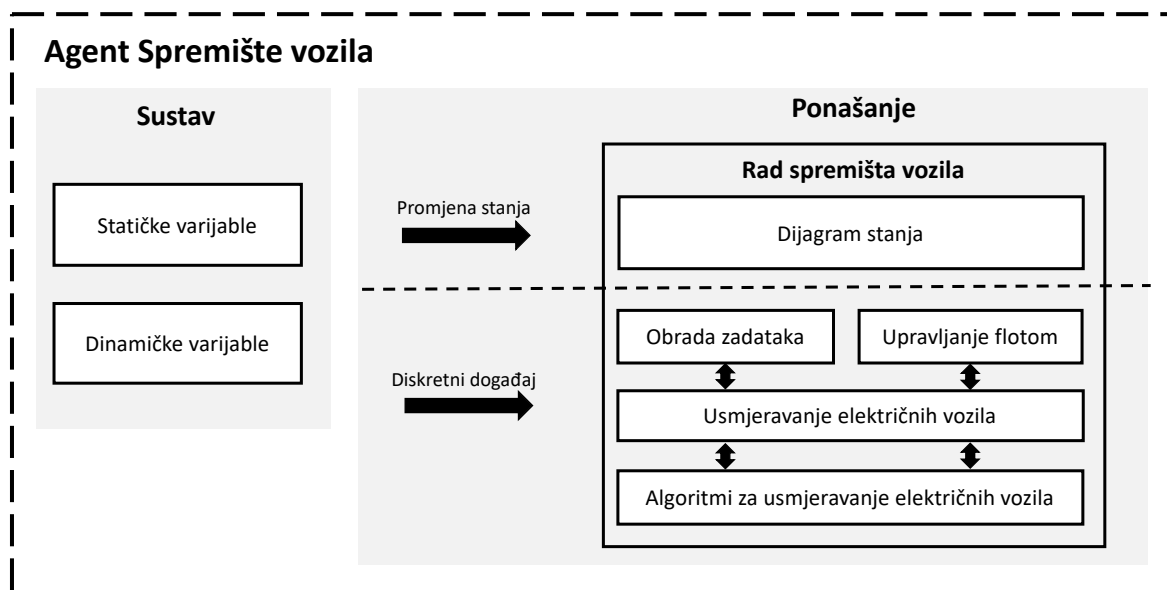 Agent Spremište vozila
Sustav
Statičke varijable
Dinamičke varijable
Ponašanje
Promjena stanja
Diskretni događaj
Rad spremišta vozila
Dijagram stanja
Obrada zadataka
Upravljanje flotom
Usmjeravanje električnih vozila
Algoritmi za usmjeravanje električnih vozila